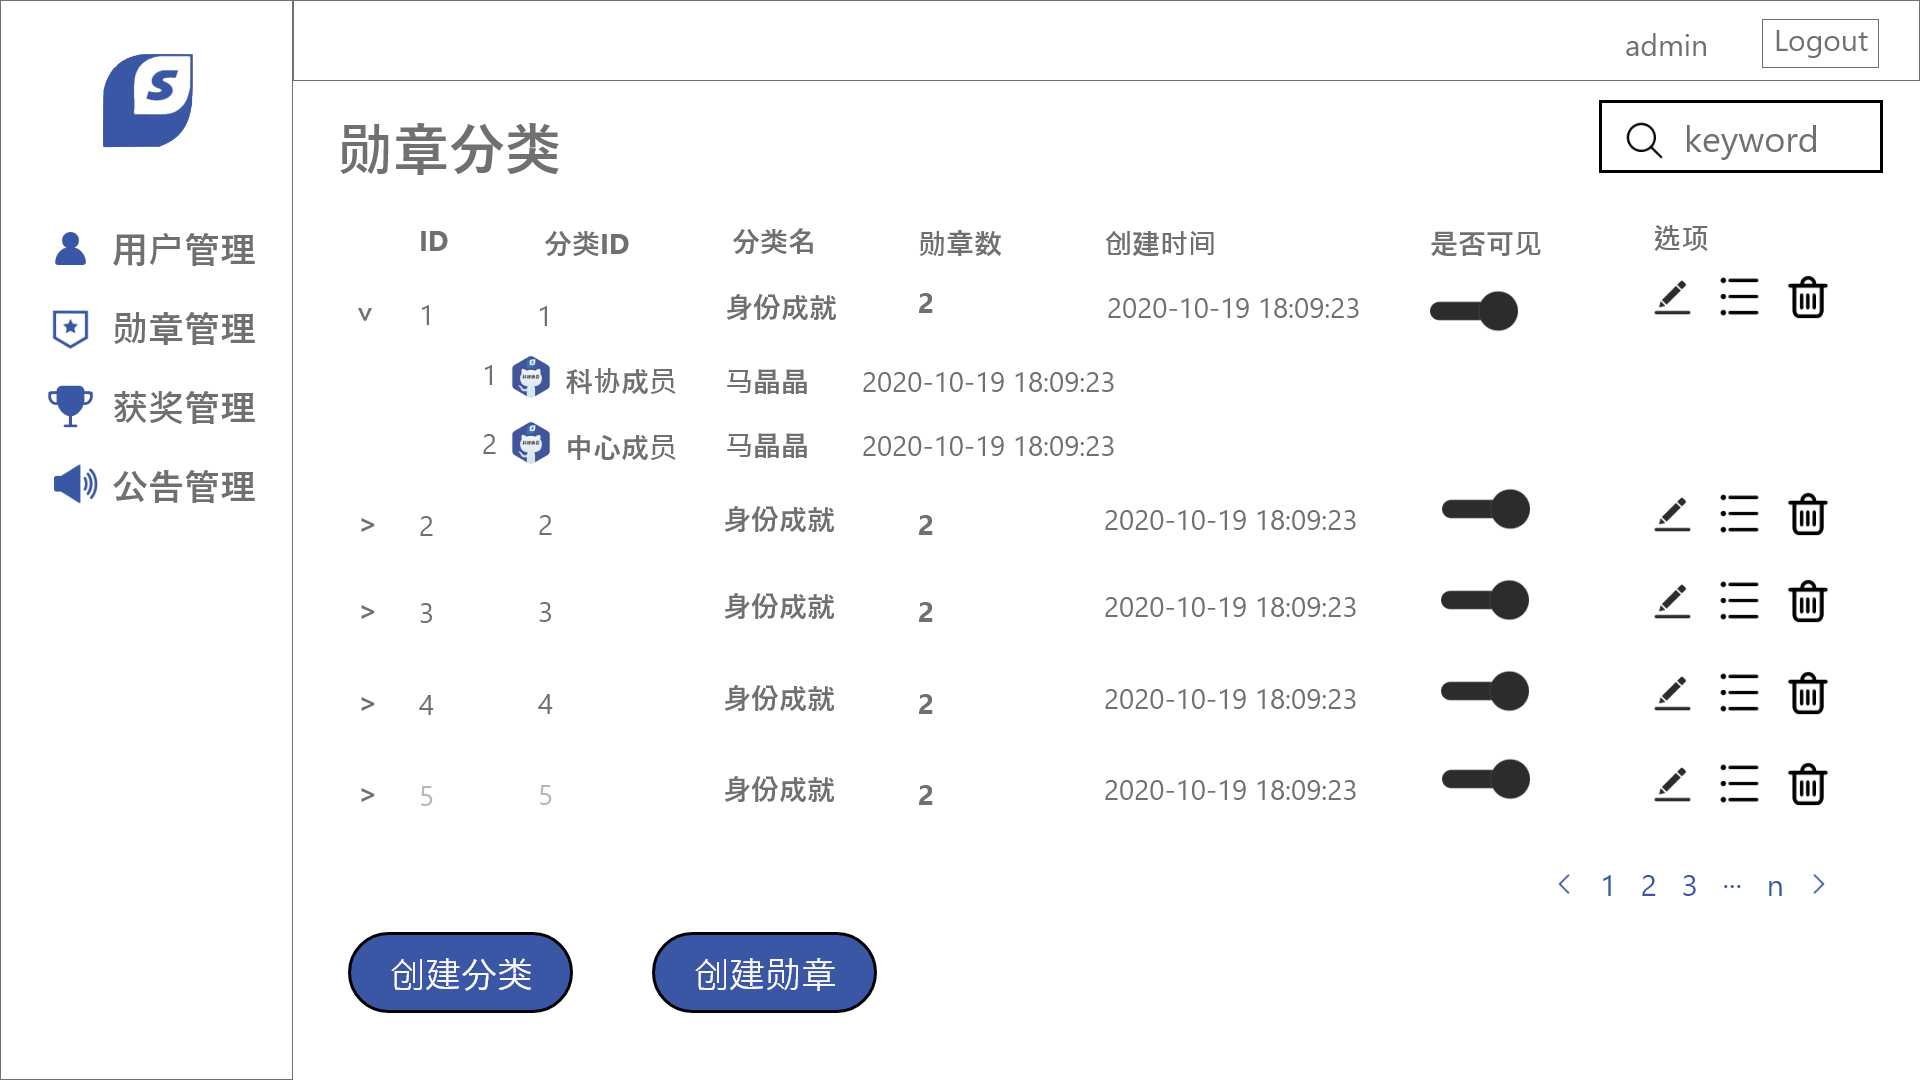 S
admin
Logout
勋章分类
keyword
用户管理
勋章管理
获奖管理
公告管理
ID 分类ID 分类名 勋章数 创建时间 是否可见 选项
v 1 1 身份成就 2 2020-10-19 18:09:23
1 科协成员 马晶晶 2020-10-19 18:09:23
2 中心成员 马晶晶 2020-10-19 18:09:23
> 2 2 身份成就 2 2020-10-19 18:09:23
> 3 3 身份成就 2 2020-10-19 18:09:23
> 4 4 身份成就 2 2020-10-19 18:09:23
> 5 5 身份成就 2 2020-10-19 18:09:23
< 1 2 3 ··· n >
创建分类
创建勋章